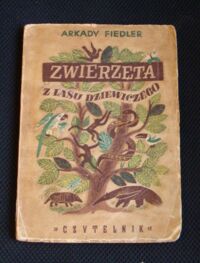 ARKADY FIEDLER
ZWIERZĘTA
Z LASU DZIEWICZEGO
"CZYTELNIK"